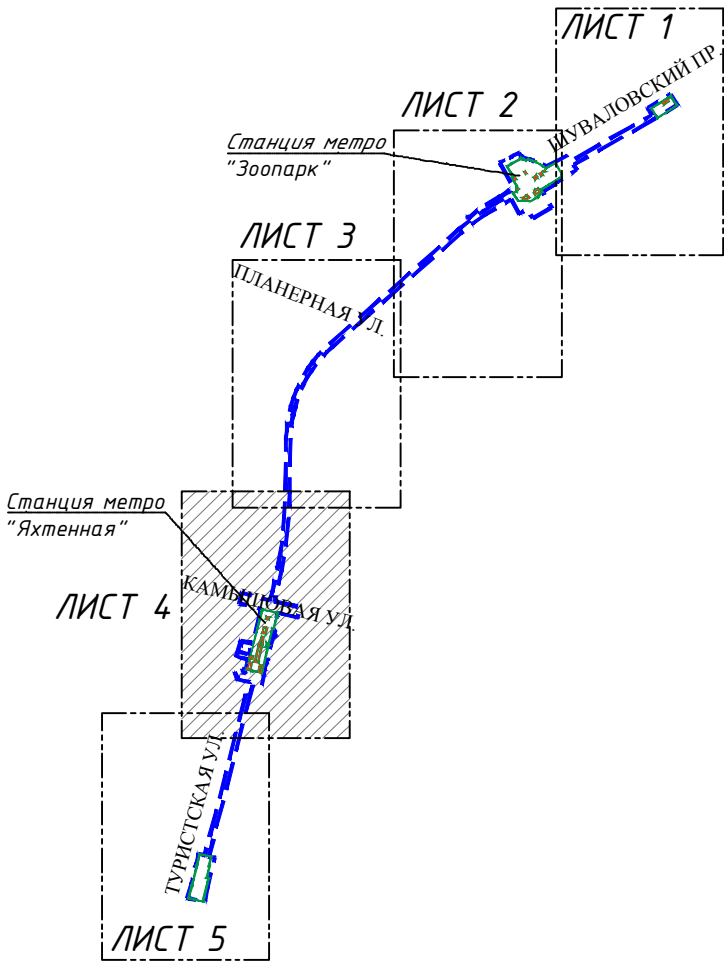 ЛИСТ 1
ШУВАЛОВСКИЙ ПР.
ЛИСТ 2
Станция метро
"Зоопарк"
ЛИСТ 3
ПЛАНЕРНАЯ УЛ.
Станция метро
"Яхтенная"
КАМЫШОВАЯ УЛ.
ЛИСТ 4
ТУРИСТСКАЯ УЛ.
ЛИСТ 5